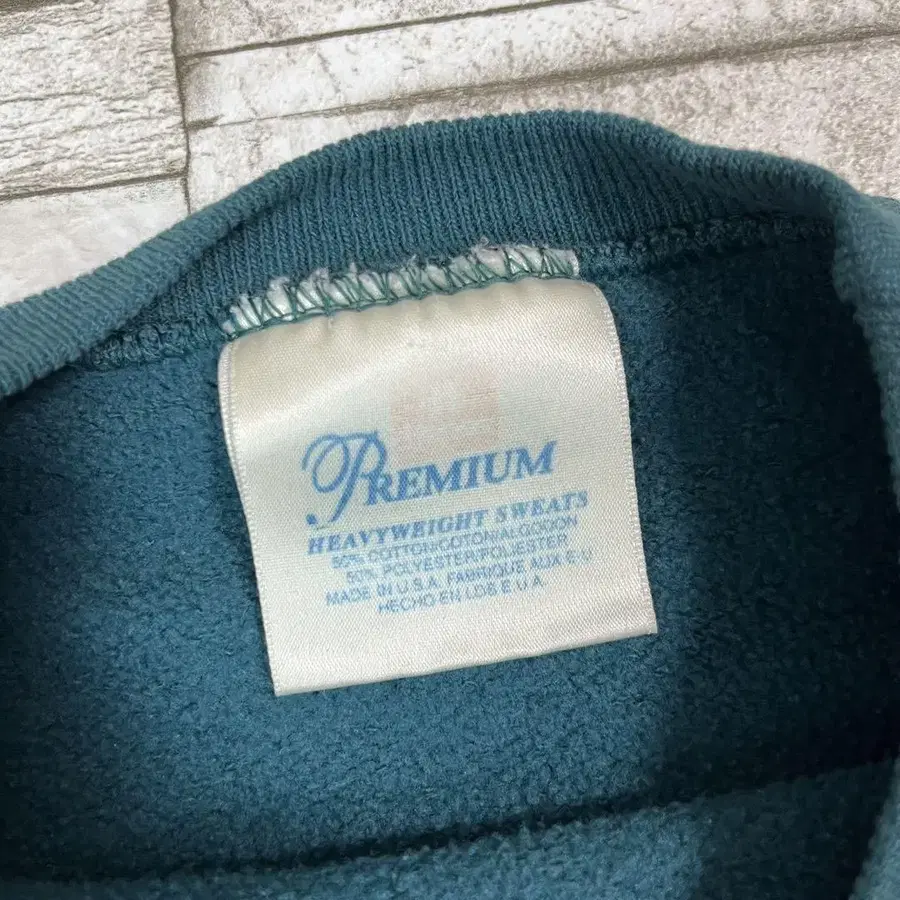 PREMIUM
HEAVYWEIGHT SWEATS
50% COTTON/COTON/ALGODON
50% POLYESTER/POLIESTER
MADE IN U.S.A. FABRIQUE AUX E-U
HECHO EN LOS E.U.A.